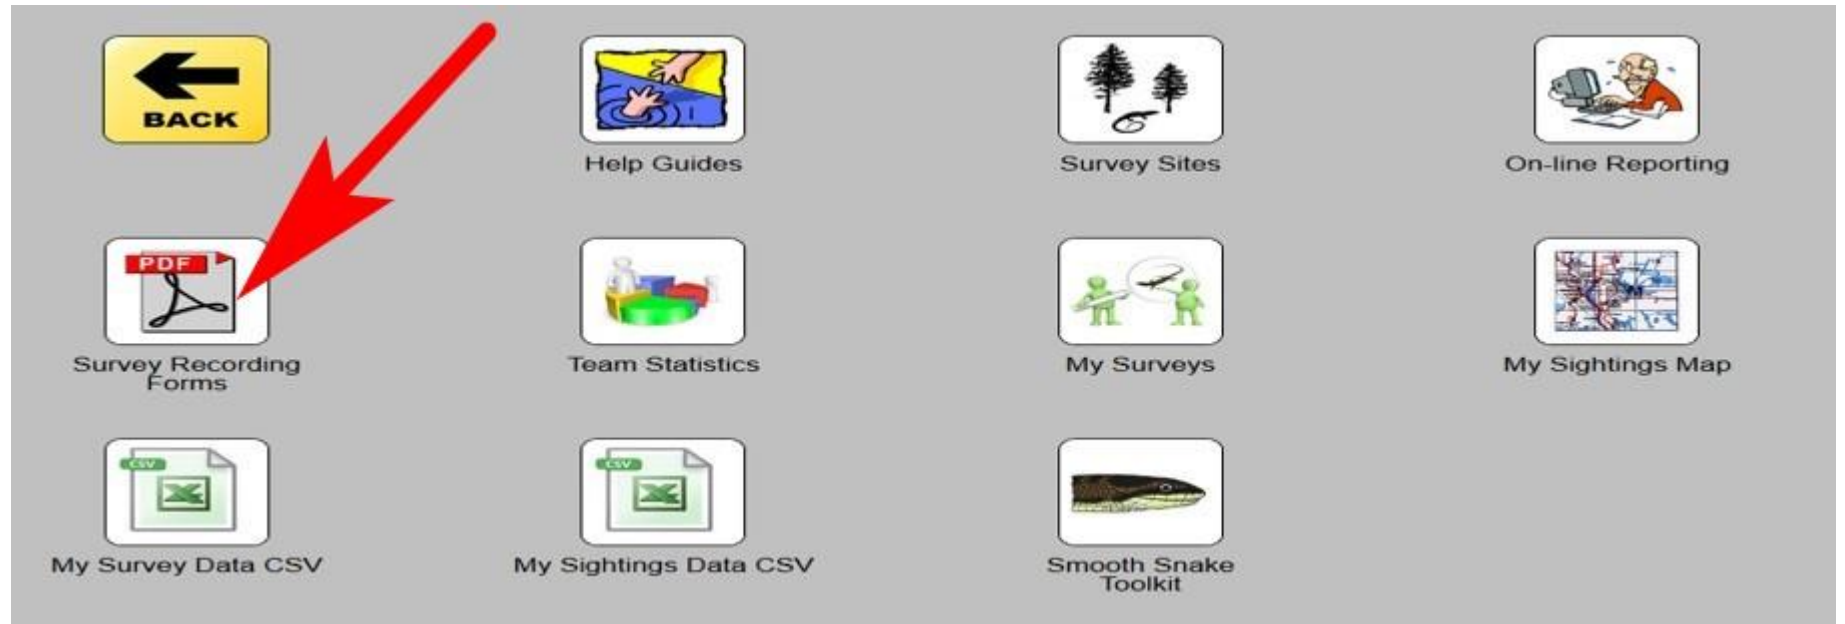 BACK
Help Guides
Survey Sites
On-line Reporting
PDF
Survey Recording
Forms
Team Statistics
My Surveys
My Sightings Map
CSV
My Survey Data CSV
CSV
My Sightings Data CSV
Smooth Snake
Toolkit